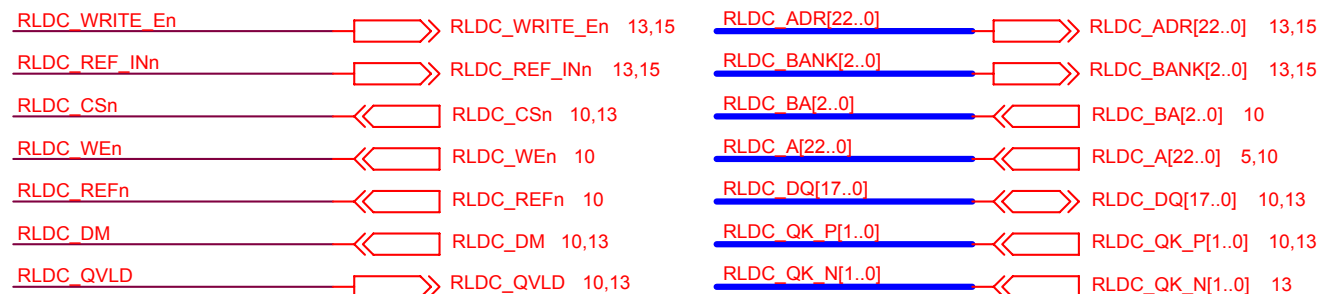 RLDC_WRITE_En RLDC_WRITE_En 13,15 RLDC_ADR[22..0] RLDC_ADR[22..0] 13,15
RLDC_REF_INn RLDC_REF_INn 13,15 RLDC_BANK[2..0] RLDC_BANK[2..0] 13,15
RLDC_CSn RLDC_CSn 10,13 RLDC_BA[2..0] RLDC_BA[2..0] 10
RLDC_WEn RLDC_WEn 10 RLDC_A[22..0] RLDC_A[22..0] 5,10
RLDC_REFn RLDC_REFn 10 RLDC_DQ[17..0] RLDC_DQ[17..0] 10,13
RLDC_DM RLDC_DM 10,13 RLDC_QK_P[1..0] RLDC_QK_P[1..0] 10,13
RLDC_QVLD RLDC_QVLD 10,13 RLDC_QK_N[1..0] RLDC_QK_N[1..0] 13